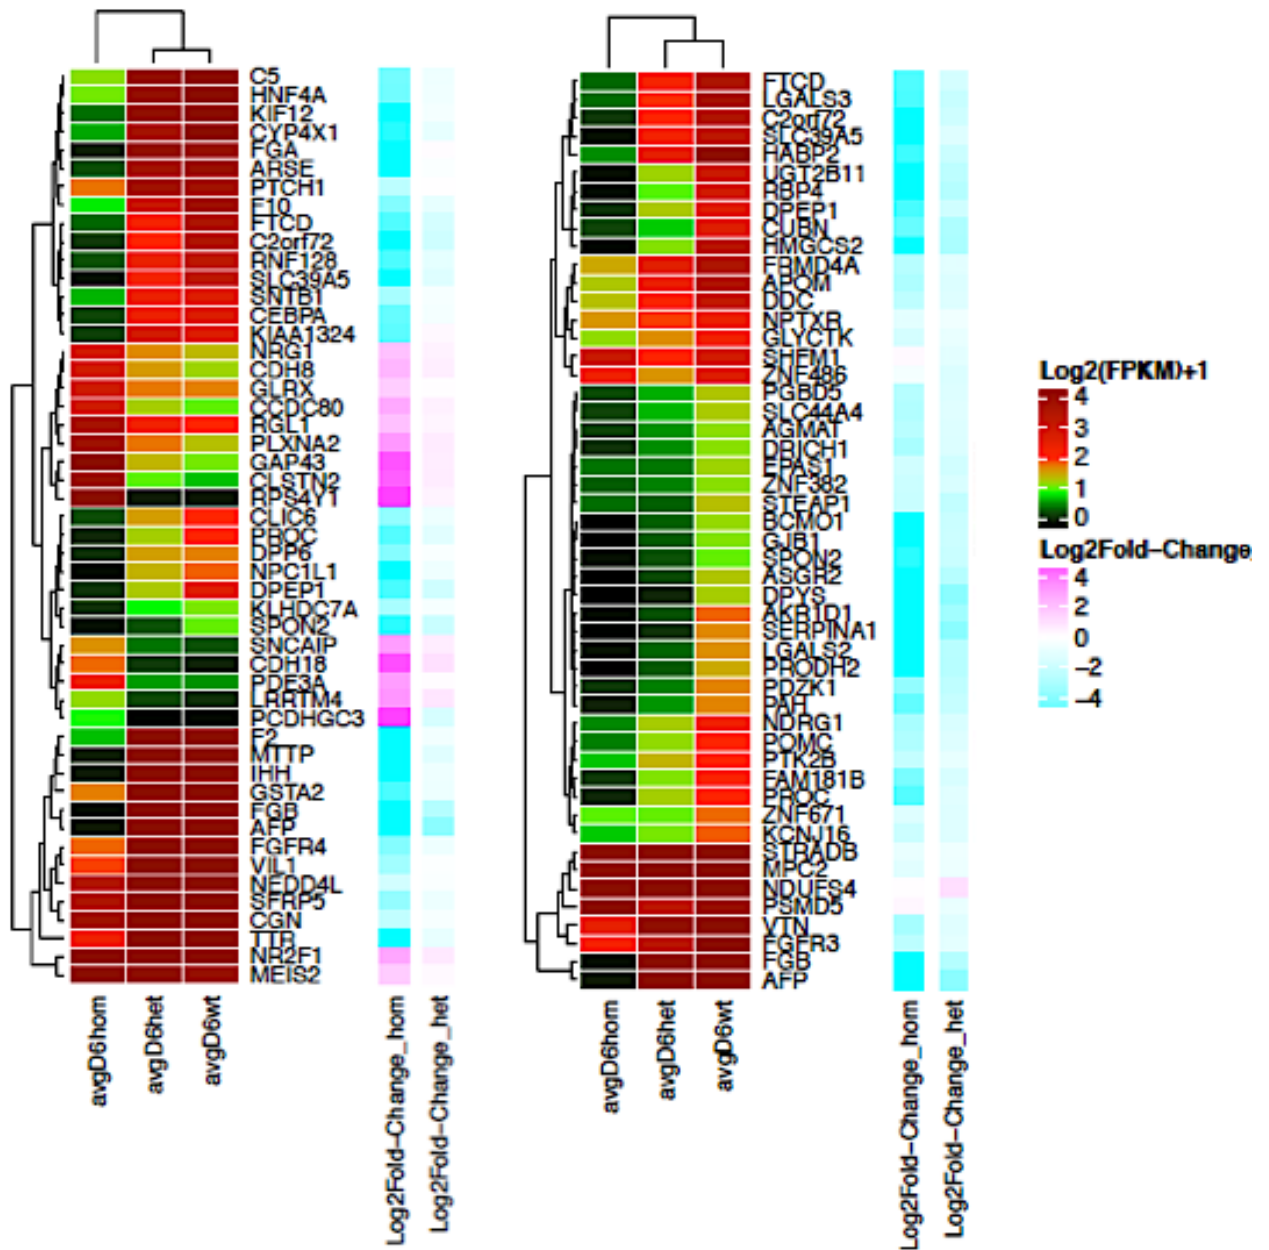 C5
HNF4A
KIF12
CYP4X1
FGA
ARSE
PTCH1
F10
FTCD
C2orf72
RNF128
SLC39A5
SNTB1
CEBPA
KIAA1324
NRG1
CDH8
GLRX
CCDC80
RGL1
PLXNA2
GAP43
CLSTN2
RPS4Y1
CLIC6
PROC
DPP6
NPC1L1
DPEP1
KLHDC7A
SPON2
SNCAIP
CDH18
PDE3A
LRRTM4
PCDHGC3
F2
MTTP
IHH
GSTA2
FGB
AFP
FGFR4
VIL1
NEDD4L
SFRP5
CGN
TTR
NR2F1
MEIS2
avgD6hom
avgD6het
avgD6wt
Log2Fold-Change_hom
Log2Fold-Change_het
FTCD
LGALS3
C2orf72
SLC39A5
HABP2
UGT2B11
RBP4
DPEP1
CUBN
HMGCS2
FRMD4A
APOM
DDC
NPTXR
GLYCTK
SHFM1
ZNF486
PGBD5
SLC44A4
AGMAT
DRICH1
EPAS1
ZNF382
STEAP1
BCMO1
GJB1
SPON2
ASGR2
DPYS
AKR1D1
SERPINA1
LGALS2
PRODH2
PDZK1
PAH
NDRG1
POMC
PTK2B
FAM181B
PROC
ZNF671
KCNJ16
STRADB
MPC2
NDUFS4
PSMD5
VTN
FGFR3
FGB
AFP
avgD6hom
avgD6het
avgD6wt
Log2Fold-Change_hom
Log2Fold-Change_het
Log2(FPKM)+1
4
3
2
1
0
Log2Fold-Change
4
2
0
-2
-4